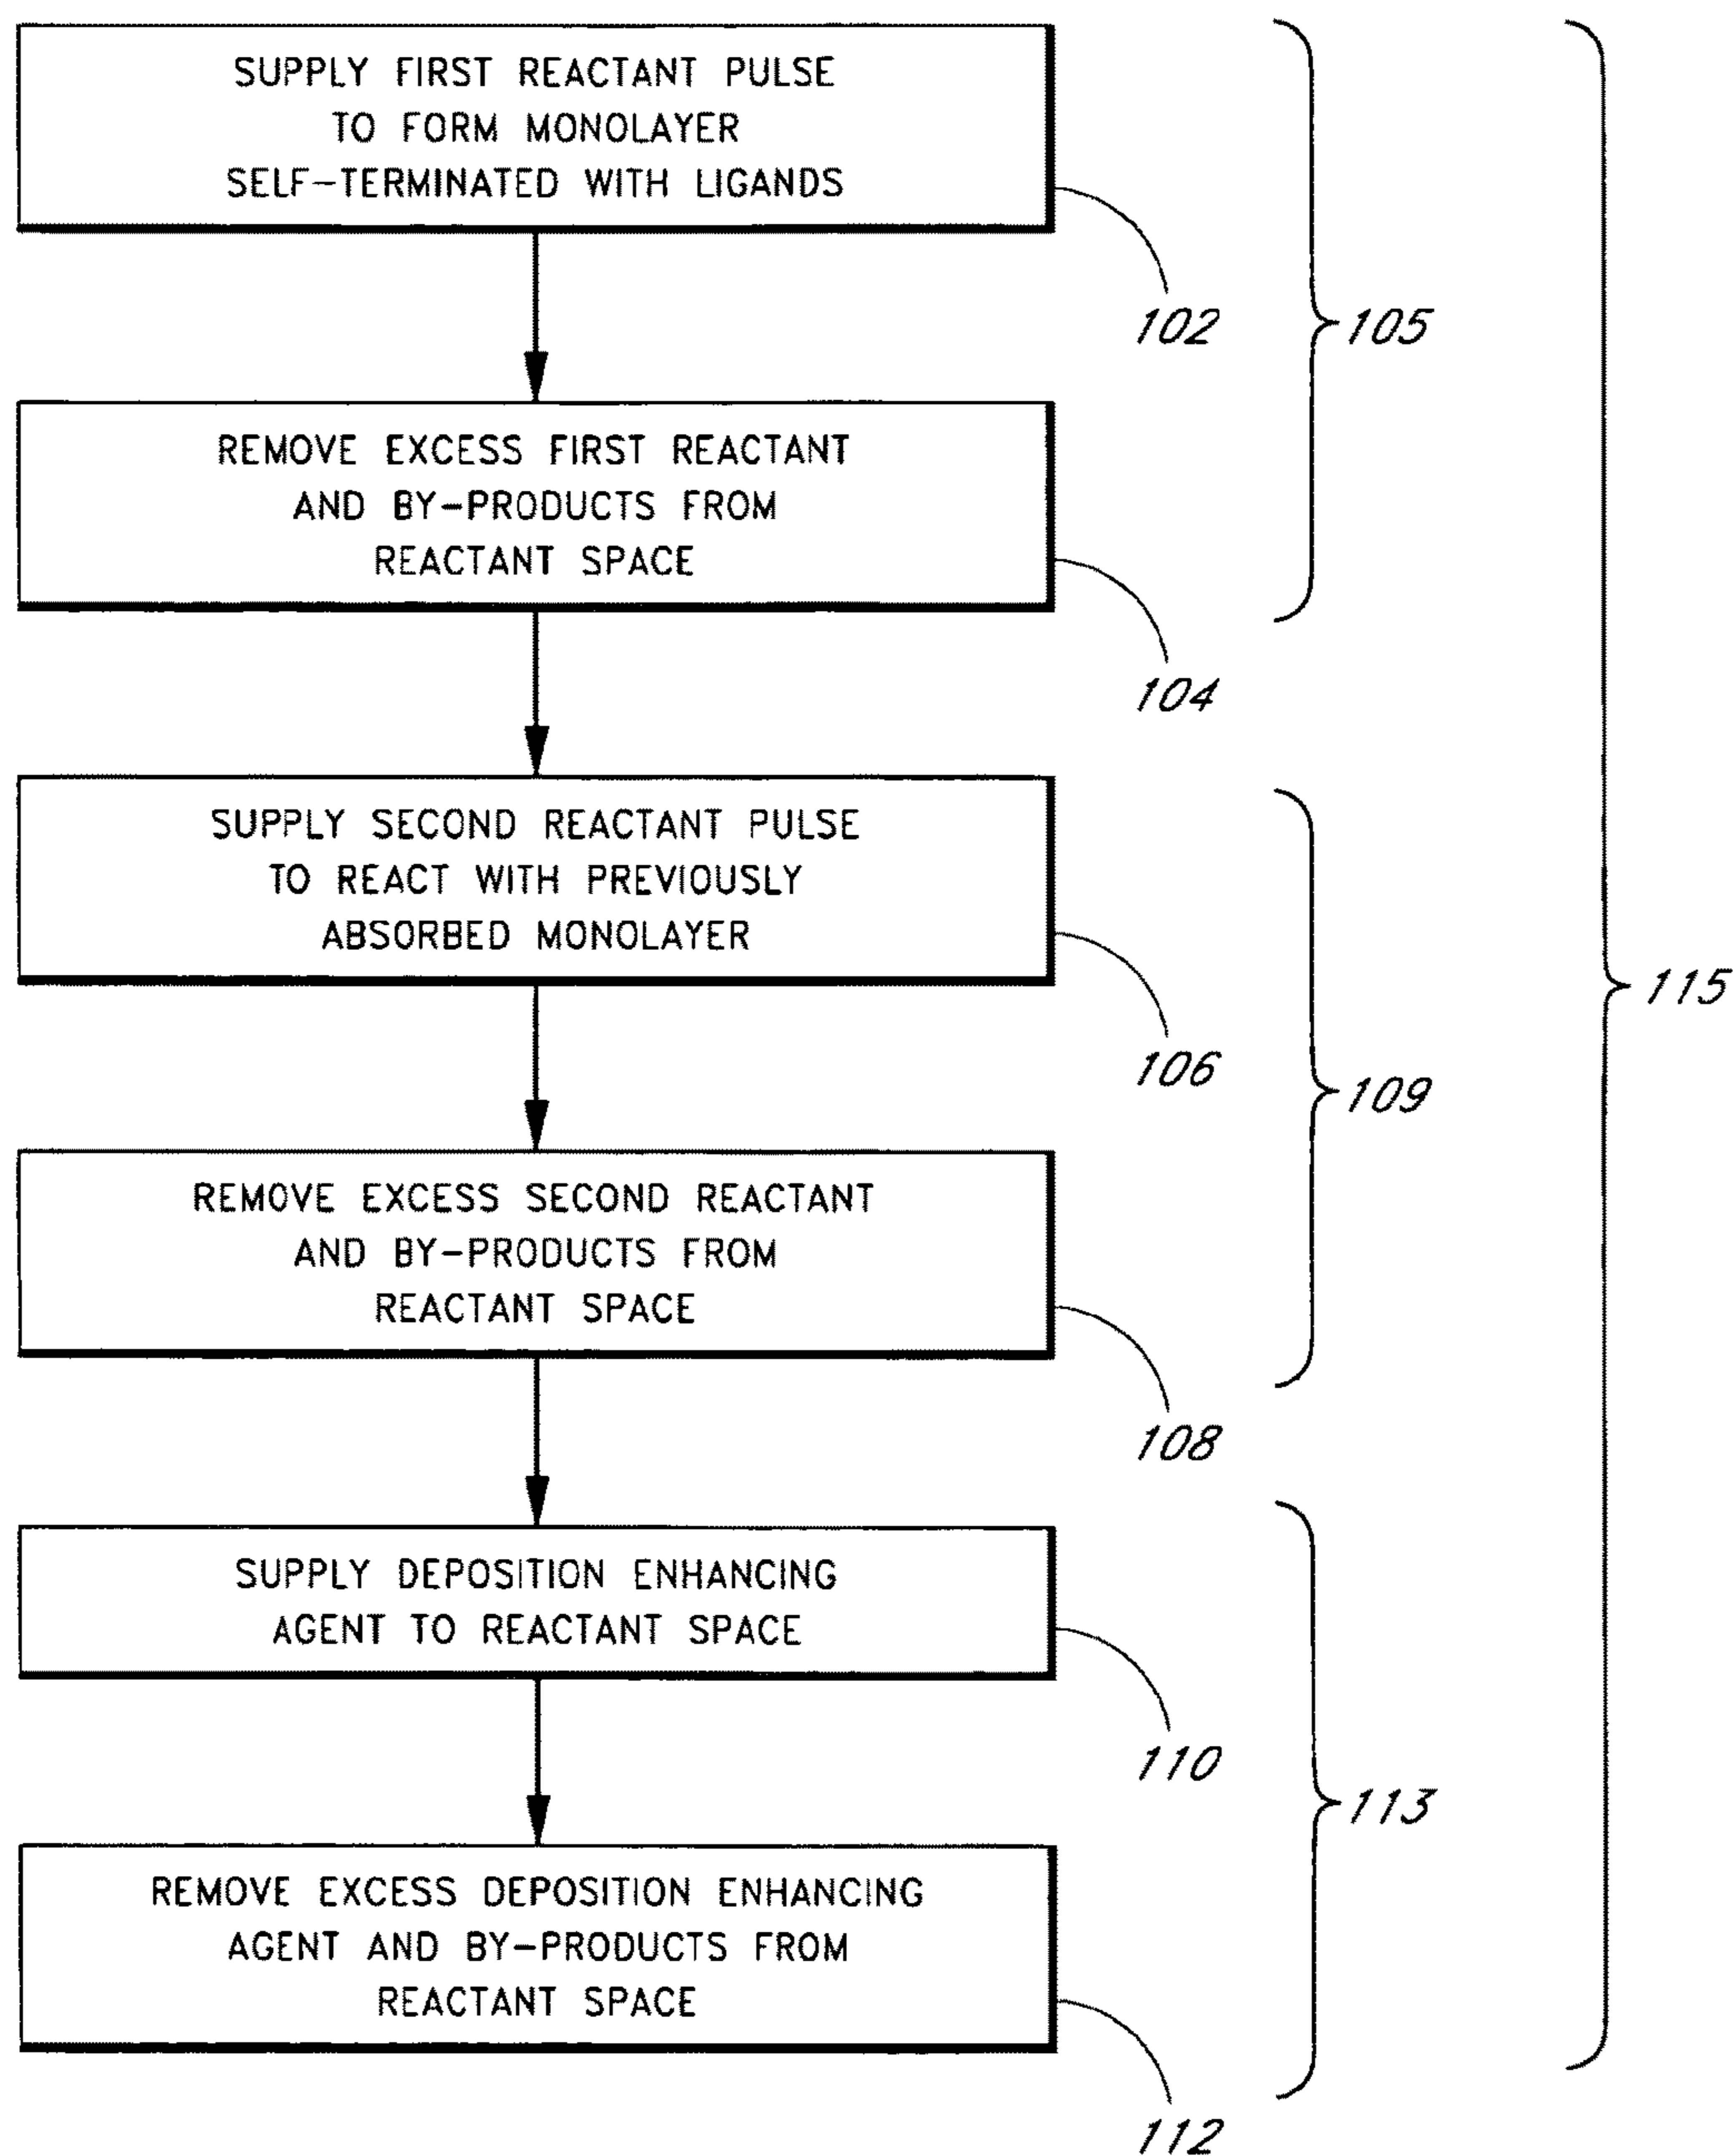 SUPPLY FIRST REACTANT PULSE
TO FORM MONOLAYER
SELF-TERMINATED WITH LIGANDS
102
105
REMOVE EXCESS FIRST REACTANT
AND BY-PRODUCTS FROM
REACTANT SPACE
104
SUPPLY SECOND REACTANT PULSE
TO REACT WITH PREVIOUSLY
ABSORBED MONOLAYER
106
109
115
REMOVE EXCESS SECOND REACTANT
AND BY-PRODUCTS FROM
REACTANT SPACE
108
SUPPLY DEPOSITION ENHANCING
AGENT TO REACTANT SPACE
110
113
REMOVE EXCESS DEPOSITION ENHANCING
AGENT AND BY-PRODUCTS FROM
REACTANT SPACE
112